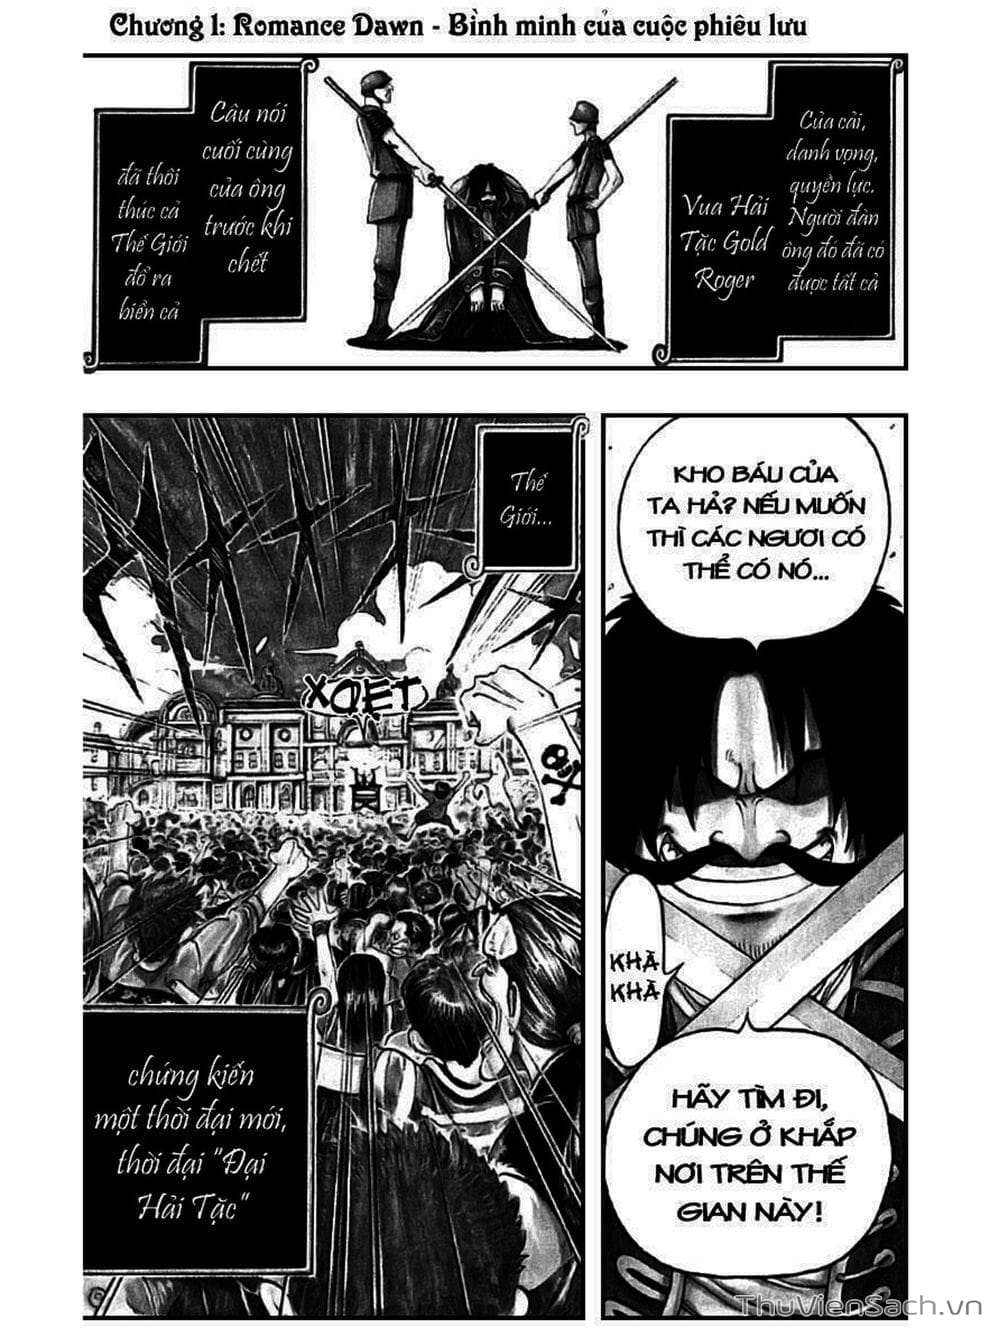 Chương 1: Romance Dawn - Bình minh của cuộc phiêu lưu
Của cải,
danh vọng,
quyền lực.
Người đàn
ông đó đã có
được tất cả
Vua Hải
Tặc Gold
Roger
Câu nói
cuối cùng
của ông
trước khi
chết
đã thôi
thúc cả
Thế Giới
đổ ra
biển cả
KHO BÁU CỦA
TA HẢ? NẾU MUỐN
THÌ CÁC NGƯƠI CÓ
THỂ CÓ NÓ...
KHÀ
KHÀ
HÃY TÌM ĐI,
CHÚNG Ở KHẮP
NƠI TRÊN THẾ
GIAN NÀY!
Thế
Giới...
XOẸT
chứng kiến
một thời đại mới,
thời đại "Đại
Hải Tặc"
ThuVienSach.vn